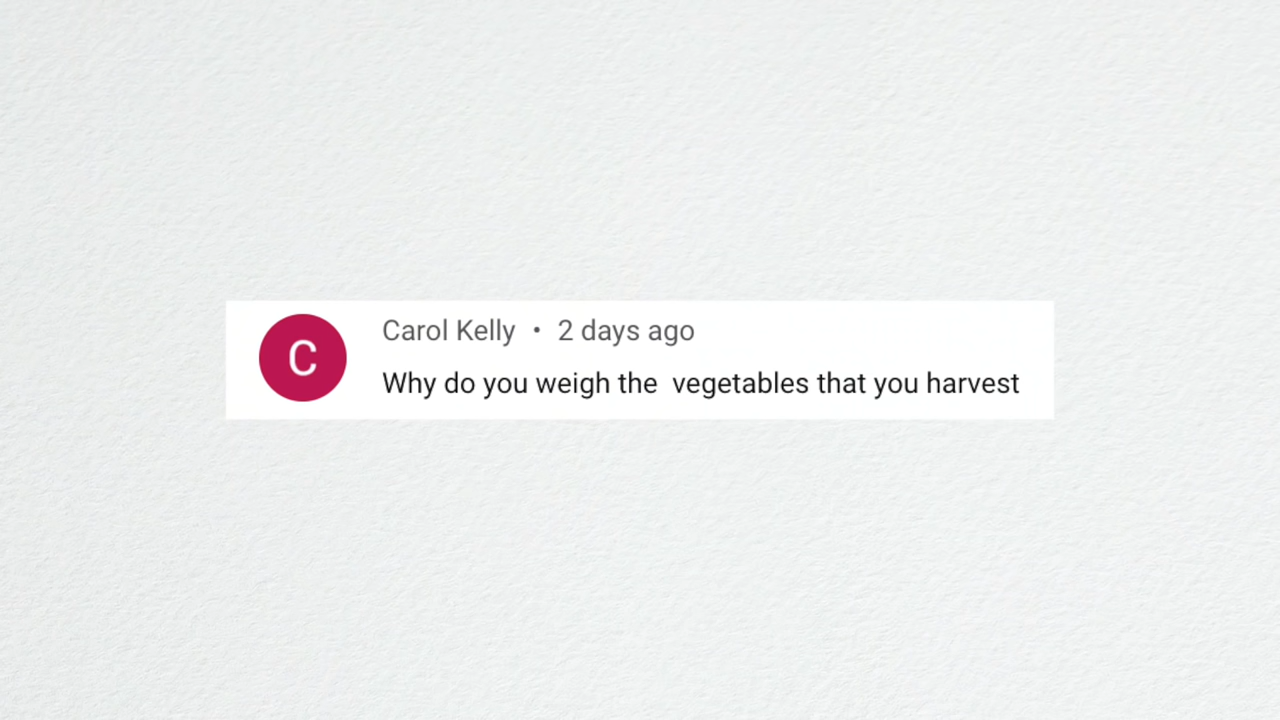 C
Carol Kelly • 2 days ago
Why do you weigh the  vegetables that you harvest